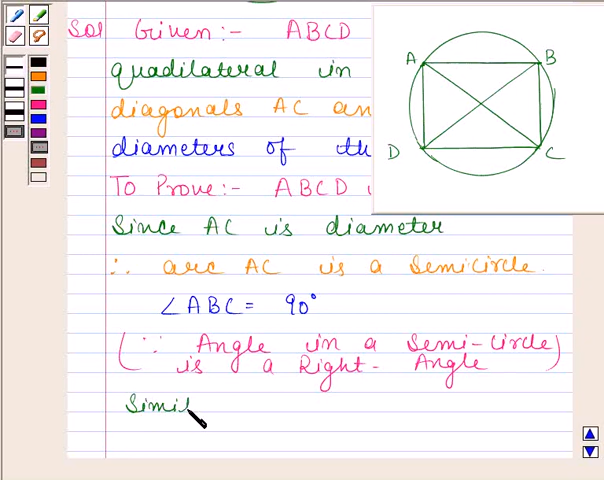 Sol Given:- ABCD
quadilateral in
diagonals AC an
diameters of th
To Prove:- ABCD
Since AC is diameter
∴ arc AC is a Semicircle.
∠ABC = 90°
(∵ Angle in a Semi-Circle)
is a Right-Angle
Simil
A B
D C